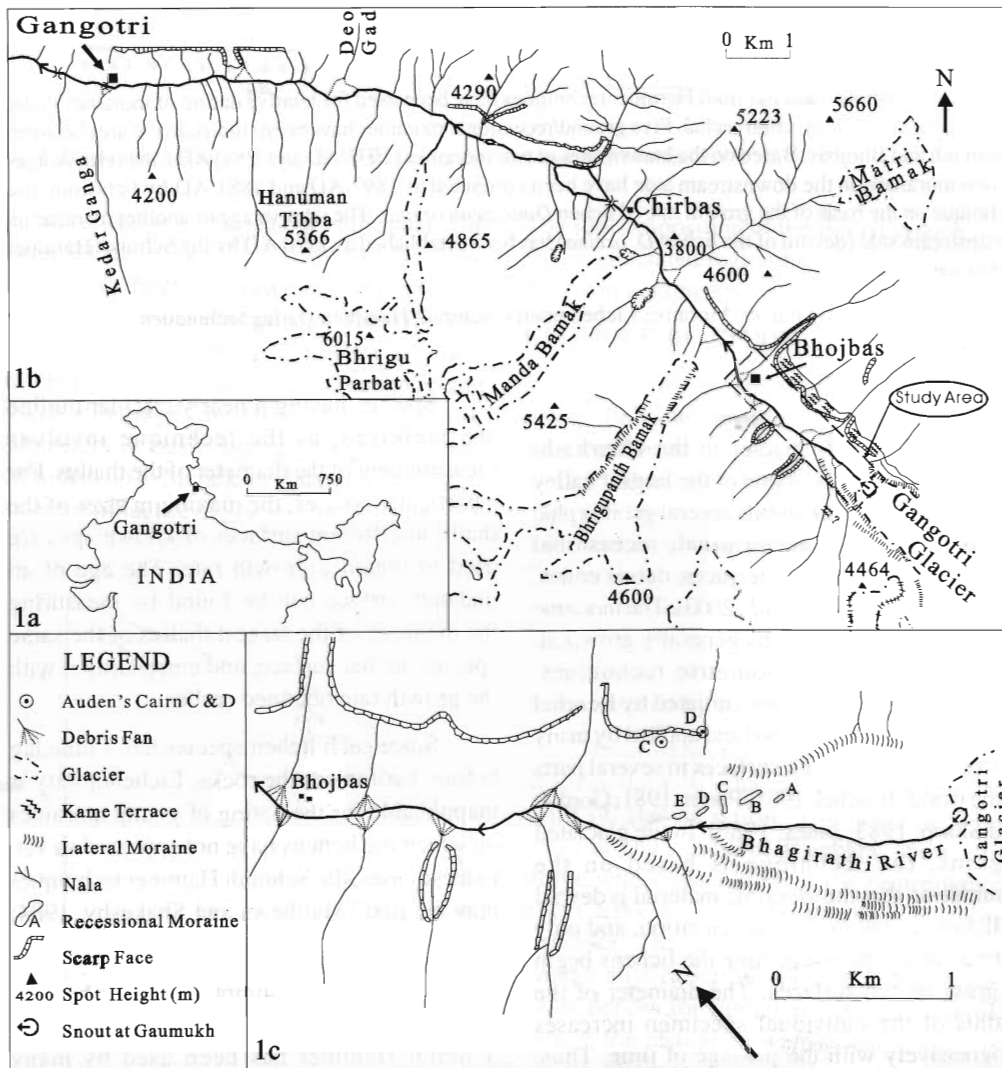 Gangotri
Deo
Gad
0 Km 1
N
4290
5660
5223
Matri
Bamak
4200
Kedar Ganga
Hanuman
Tibba
5366
4865
Chirbas
3800
4600
6015
Bhrigu
Parbat
Manda Bamak
Bhojbas
Study Area
1b
5425
Bhrigupath Bamak
Gangotri
Glacier
4464
4600
0 Km 750
Gangotri
INDIA
1a
LEGEND
Auden's Cairn C & D
Debris Fan
Glacier
Kame Terrace
Lateral Moraine
Nala
A Recessional Moraine
Scarp Face
4200 Spot Height (m)
Snout at Gaumukh
Bhojbas
D
C
E D C B A
Bhagirathi River
Gangotri
Glacier
0 Km 1
N
1c